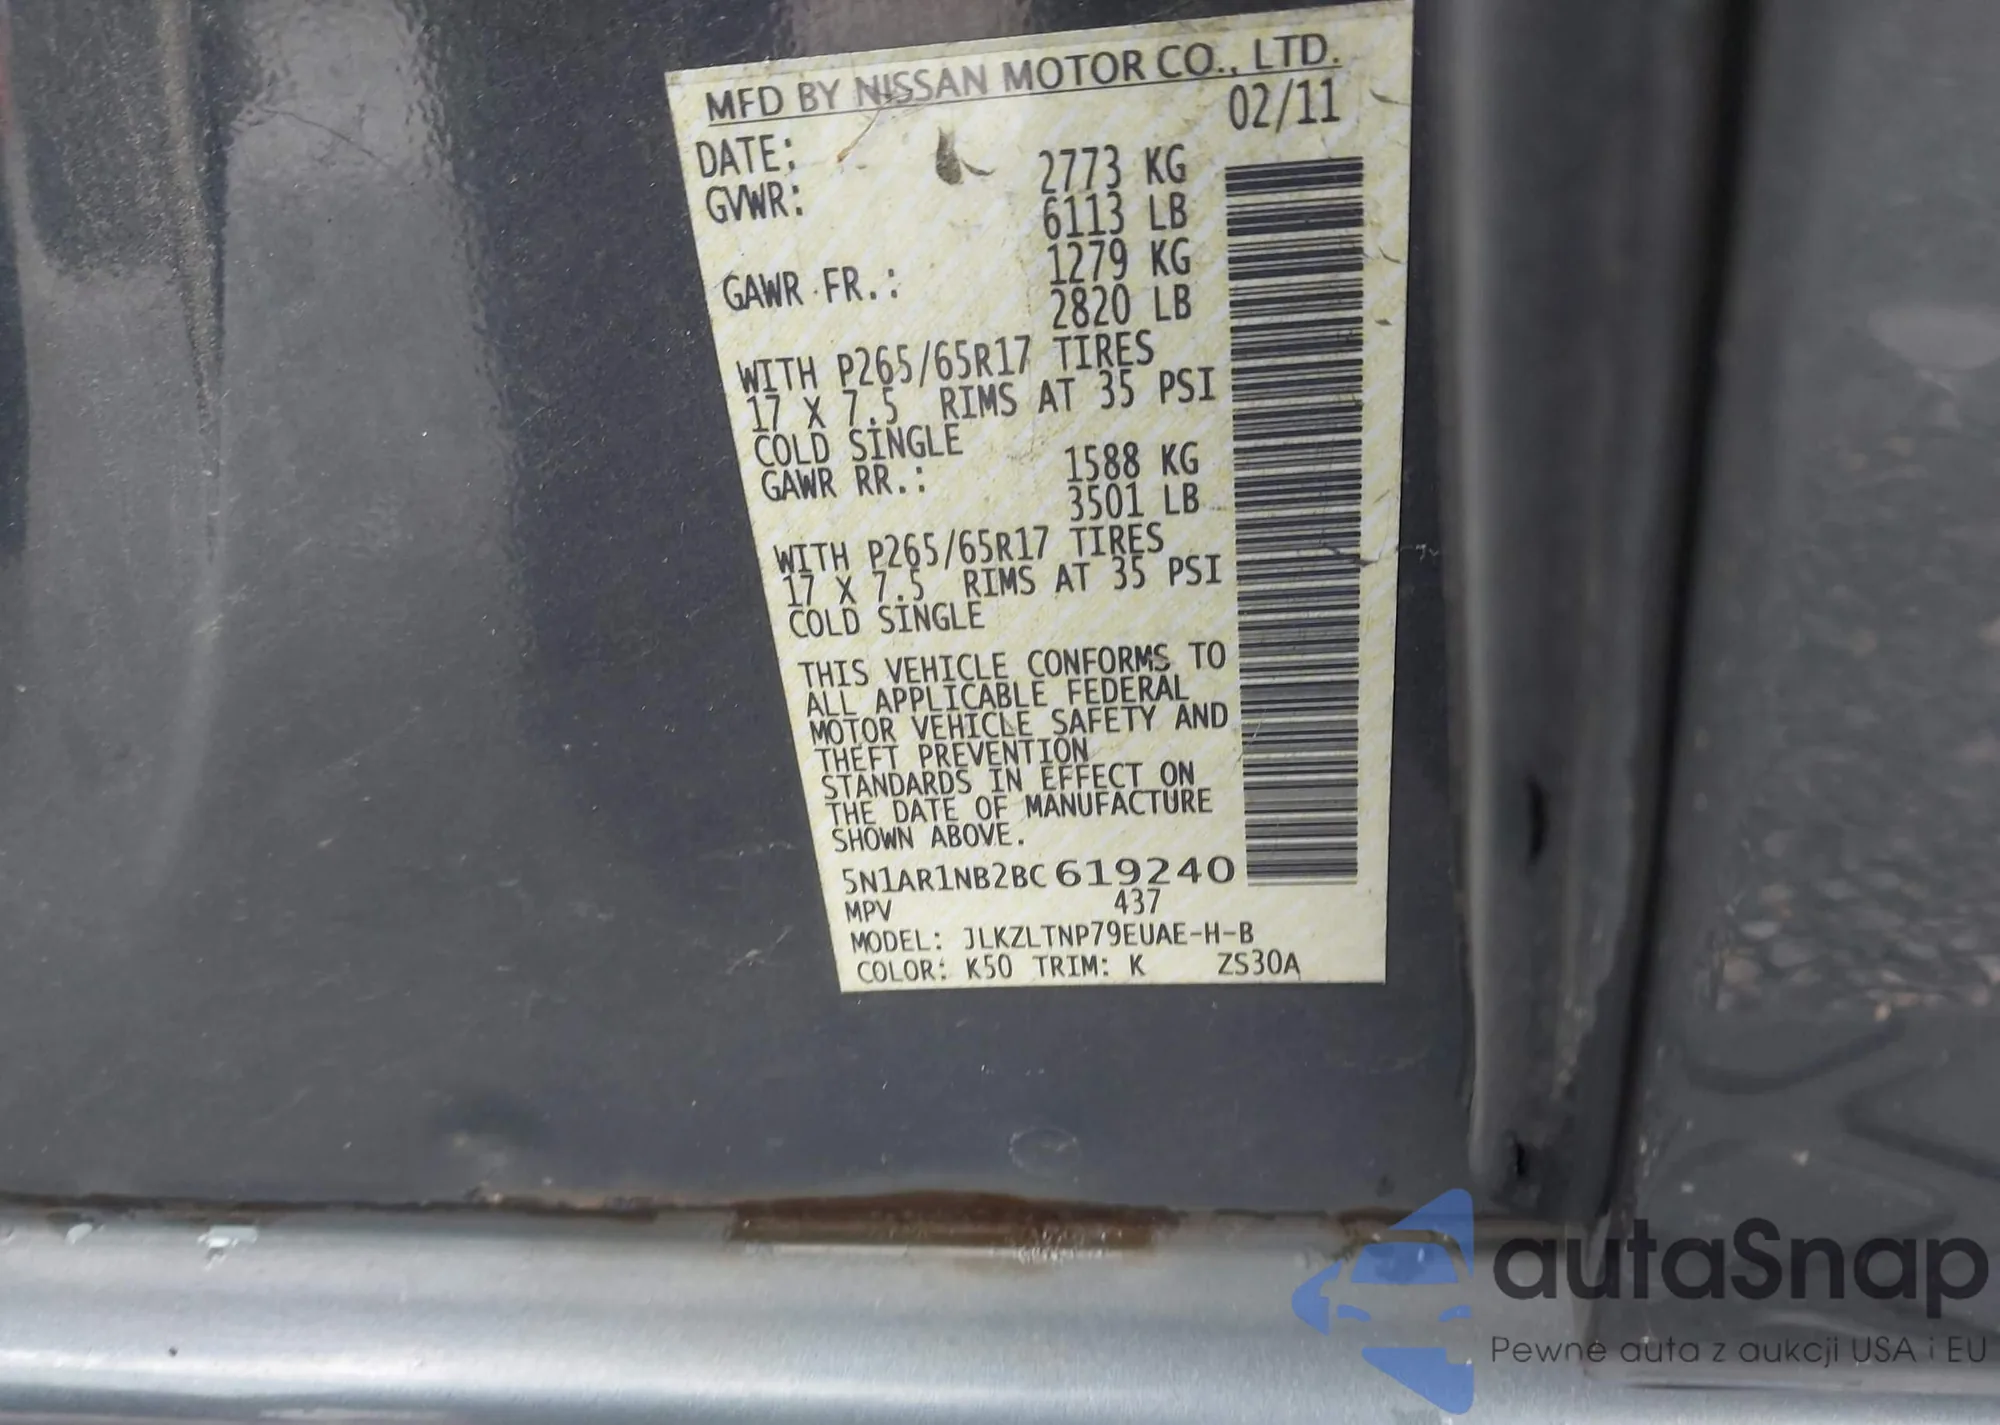 MFD BY NISSAN MOTOR CO., LTD.
DATE: 02/11
GVWR: 2773 KG
6113 LB
GAWR FR.: 1279 KG
2820 LB
WITH P265/65R17 TIRES
17 X 7.5 RIMS AT 35 PSI
COLD SINGLE
GAWR RR.: 1588 KG
3501 LB
WITH P265/65R17 TIRES
17 X 7.5 RIMS AT 35 PSI
COLD SINGLE
THIS VEHICLE CONFORMS TO
ALL APPLICABLE FEDERAL
MOTOR VEHICLE SAFETY AND
THEFT PREVENTION
STANDARDS IN EFFECT ON
THE DATE OF MANUFACTURE
SHOWN ABOVE.
5N1AR1NB2BC619240
MPV 437
MODEL: JLKZLTNP79EUAE-H-B
COLOR: K50 TRIM: K ZS30A
autaSnap
Pewne auta z aukcji USA i EU